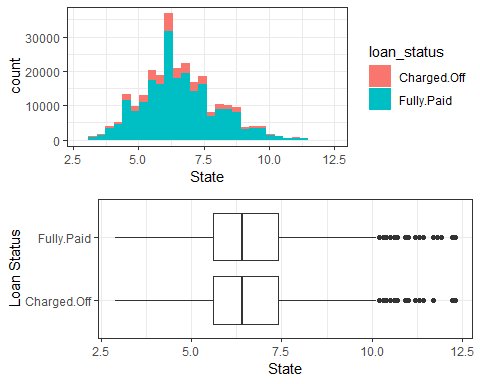 30000
20000
10000
0
count
2.5 5.0 7.5 10.0 12.5
State
loan_status
Charged.Off
Fully.Paid
Loan Status
Fully.Paid
Charged.Off
2.5 5.0 7.5 10.0 12.5
State